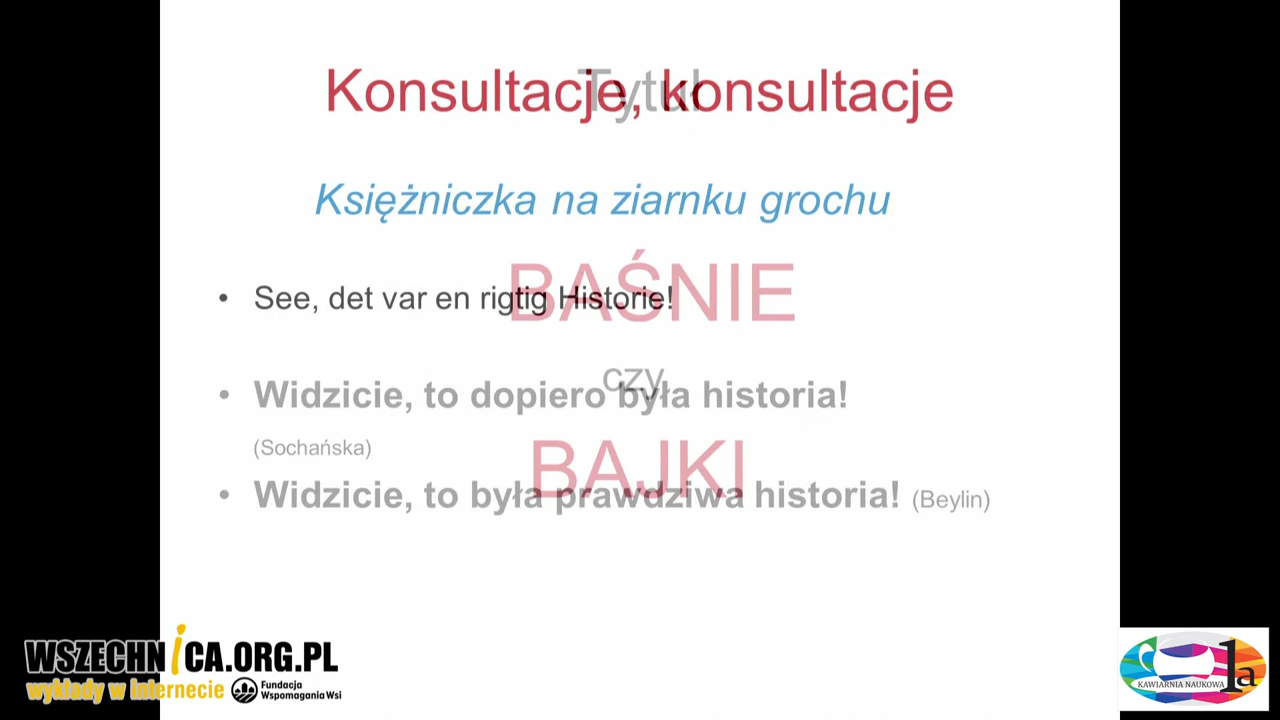 Konsultacje, konsultacje
Tytuł
Księżniczka na ziarnku grochu
BAŚNIE
• See, det var en rigtig Historie!
czy
• Widzicie, to dopiero była historia!
(Sochańska)
BAJKI
• Widzicie, to była prawdziwa historia! (Beylin)
WSZECHNiCA.ORG.PL
wykłady w internecie
Fundacja
Wspomagania Wsi
KAWIARNIA NAUKOWA 1a